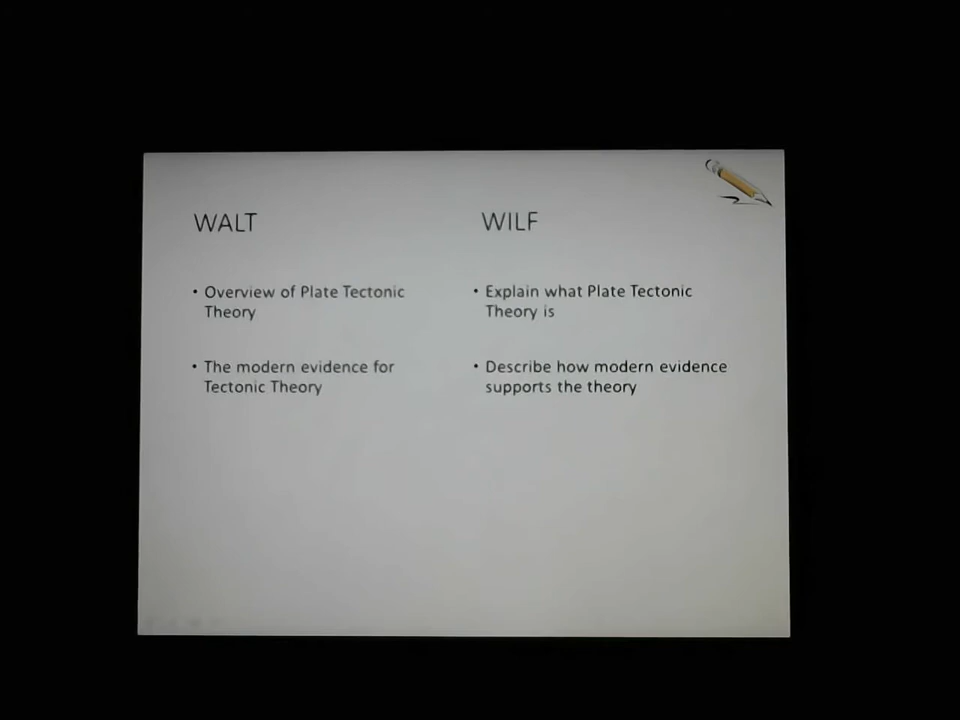 WALT
• Overview of Plate Tectonic
Theory
• The modern evidence for
Tectonic Theory
WILF
• Explain what Plate Tectonic
Theory is
• Describe how modern evidence
supports the theory